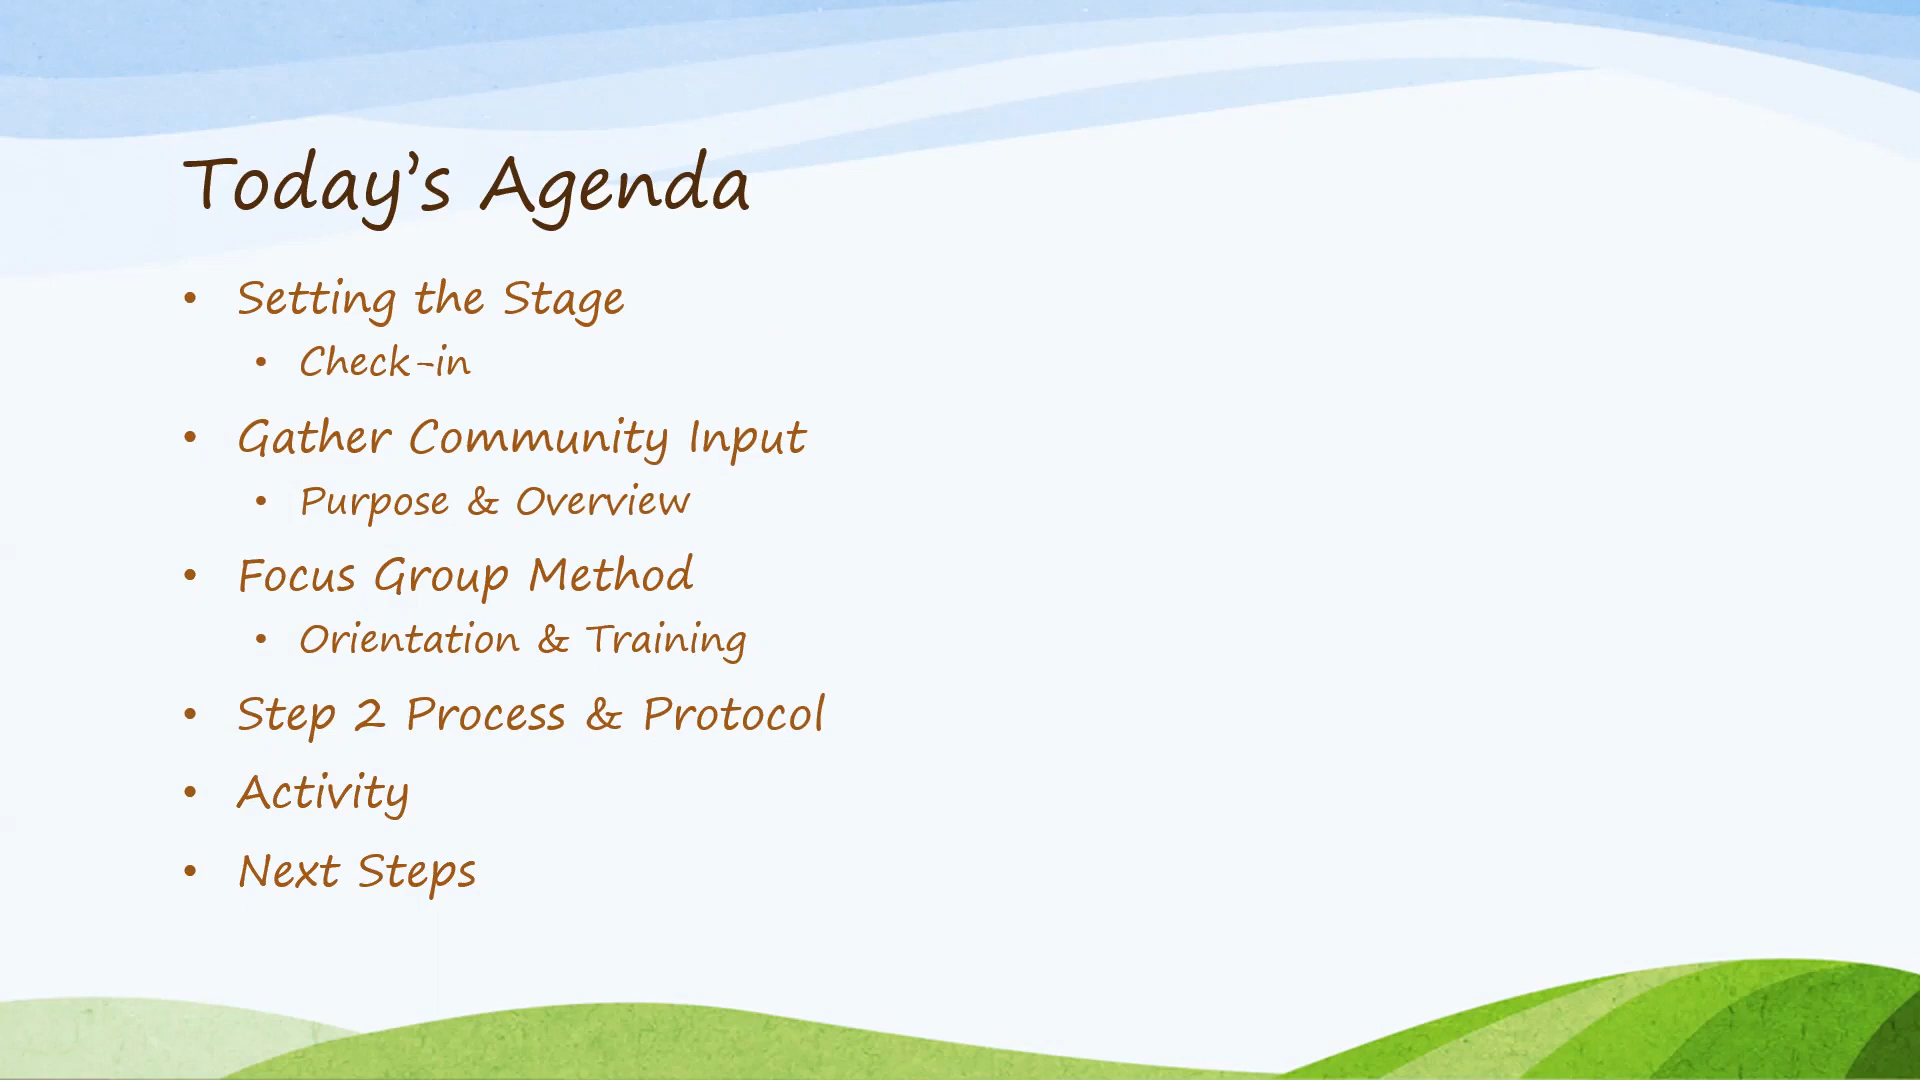 Today’s Agenda
• Setting the Stage
• Check-in
• Gather Community Input
• Purpose & Overview
• Focus Group Method
• Orientation & Training
• Step 2 Process & Protocol
• Activity
• Next Steps